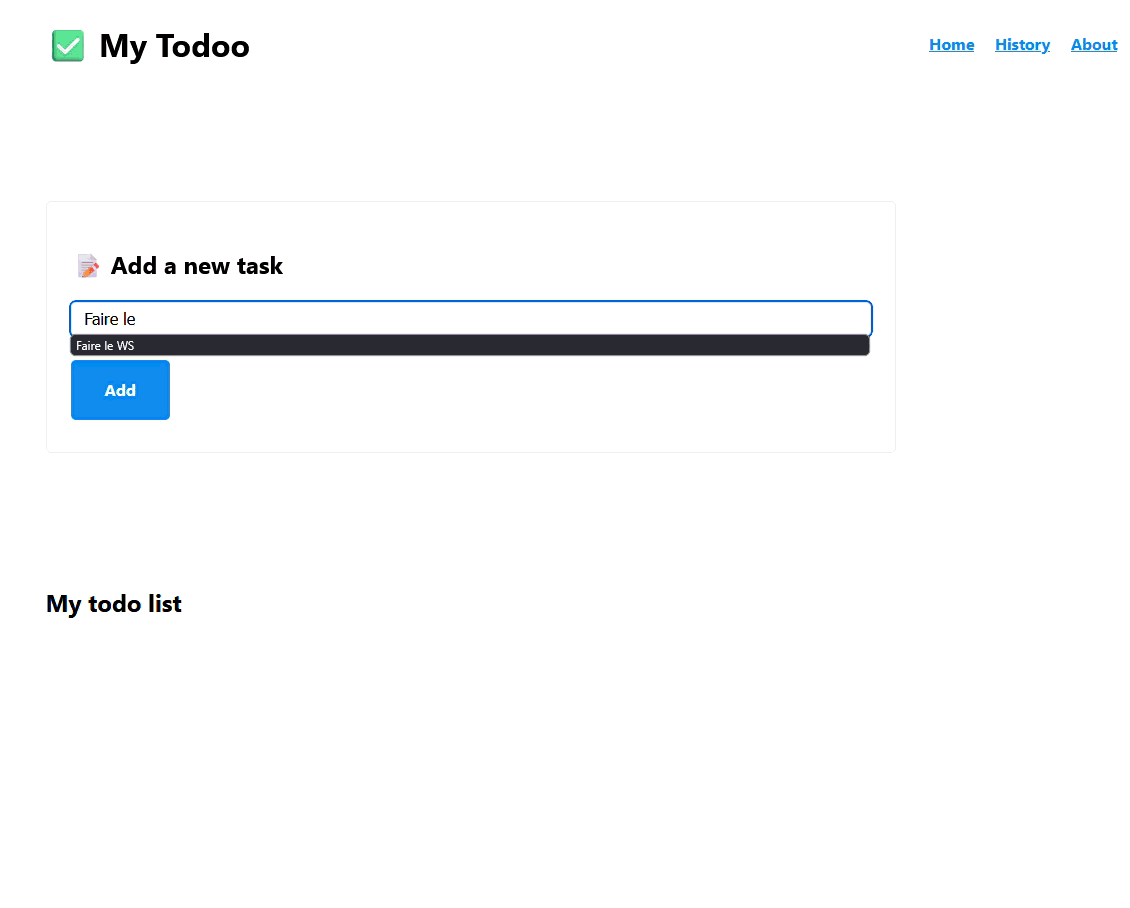 My Todoo
Home History About
Add a new task
Faire le
Faire le WS
Add
My todo list